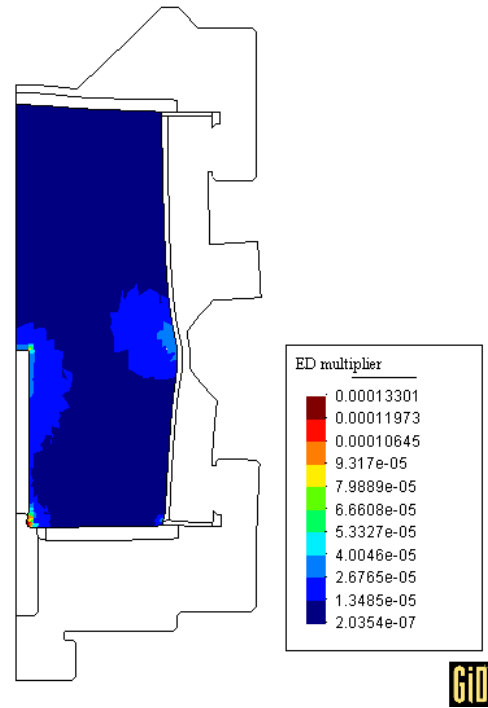 ED multiplier
0.00013301
0.00011973
0.00010645
9.317e-05
7.9889e-05
6.6608e-05
5.3327e-05
4.0046e-05
2.6765e-05
1.3485e-05
2.0354e-07
GiD